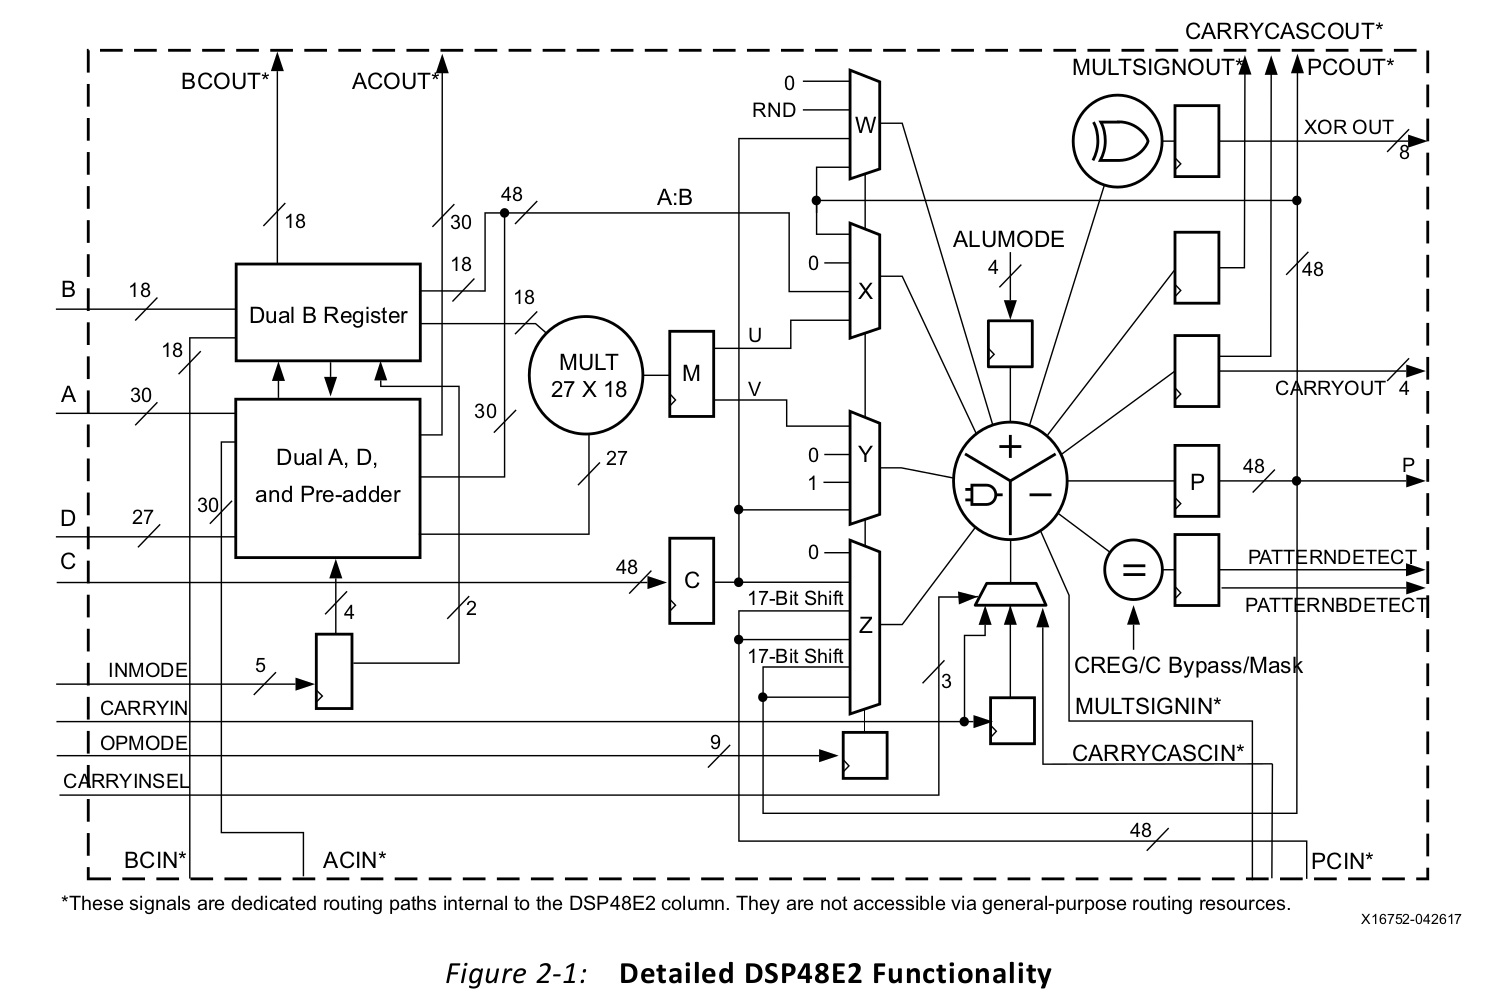 CARRYCASCOUT*
BCOUT*
ACOUT*
MULTSIGNOUT*
PCOUT*
0
RND
W
XOR OUT
8
18
30
48
A:B
ALUMODE
4
48
B
18
Dual B Register
18
18
0
X
U
V
MULT
27 X 18
M
18
A
30
30
Dual A, D,
and Pre-adder
27
0
1
Y
+
−
CARRYOUT
4
P
48
P
30
D
27
C
48
C
0
17-Bit Shift
17-Bit Shift
Z
=
PATTERNDETECT
PATTERNBDETECT
4
2
3
CREG/C Bypass/Mask
INMODE
5
CARRYIN
MULTSIGNIN*
OPMODE
9
CARRYCASCIN*
CARRYINSEL
48
BCIN*
ACIN*
PCIN*
*These signals are dedicated routing paths internal to the DSP48E2 column. They are not accessible via general-purpose routing resources.
X16752-042617
Figure 2-1: Detailed DSP48E2 Functionality